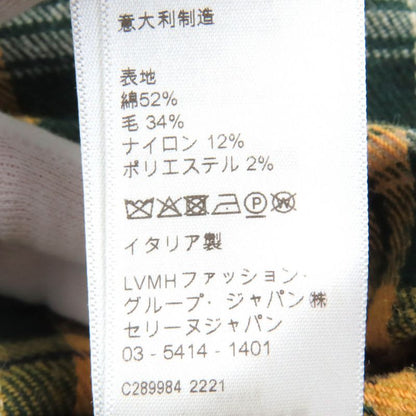 意大利制造
表地
綿52%
毛 34%
ナイロン 12%
ポリエステル 2%
イタリア製
LVMHファッション・
グループ・ジャパン㈱
セリーヌジャパン
03 - 5414 - 1401
C289984 2221